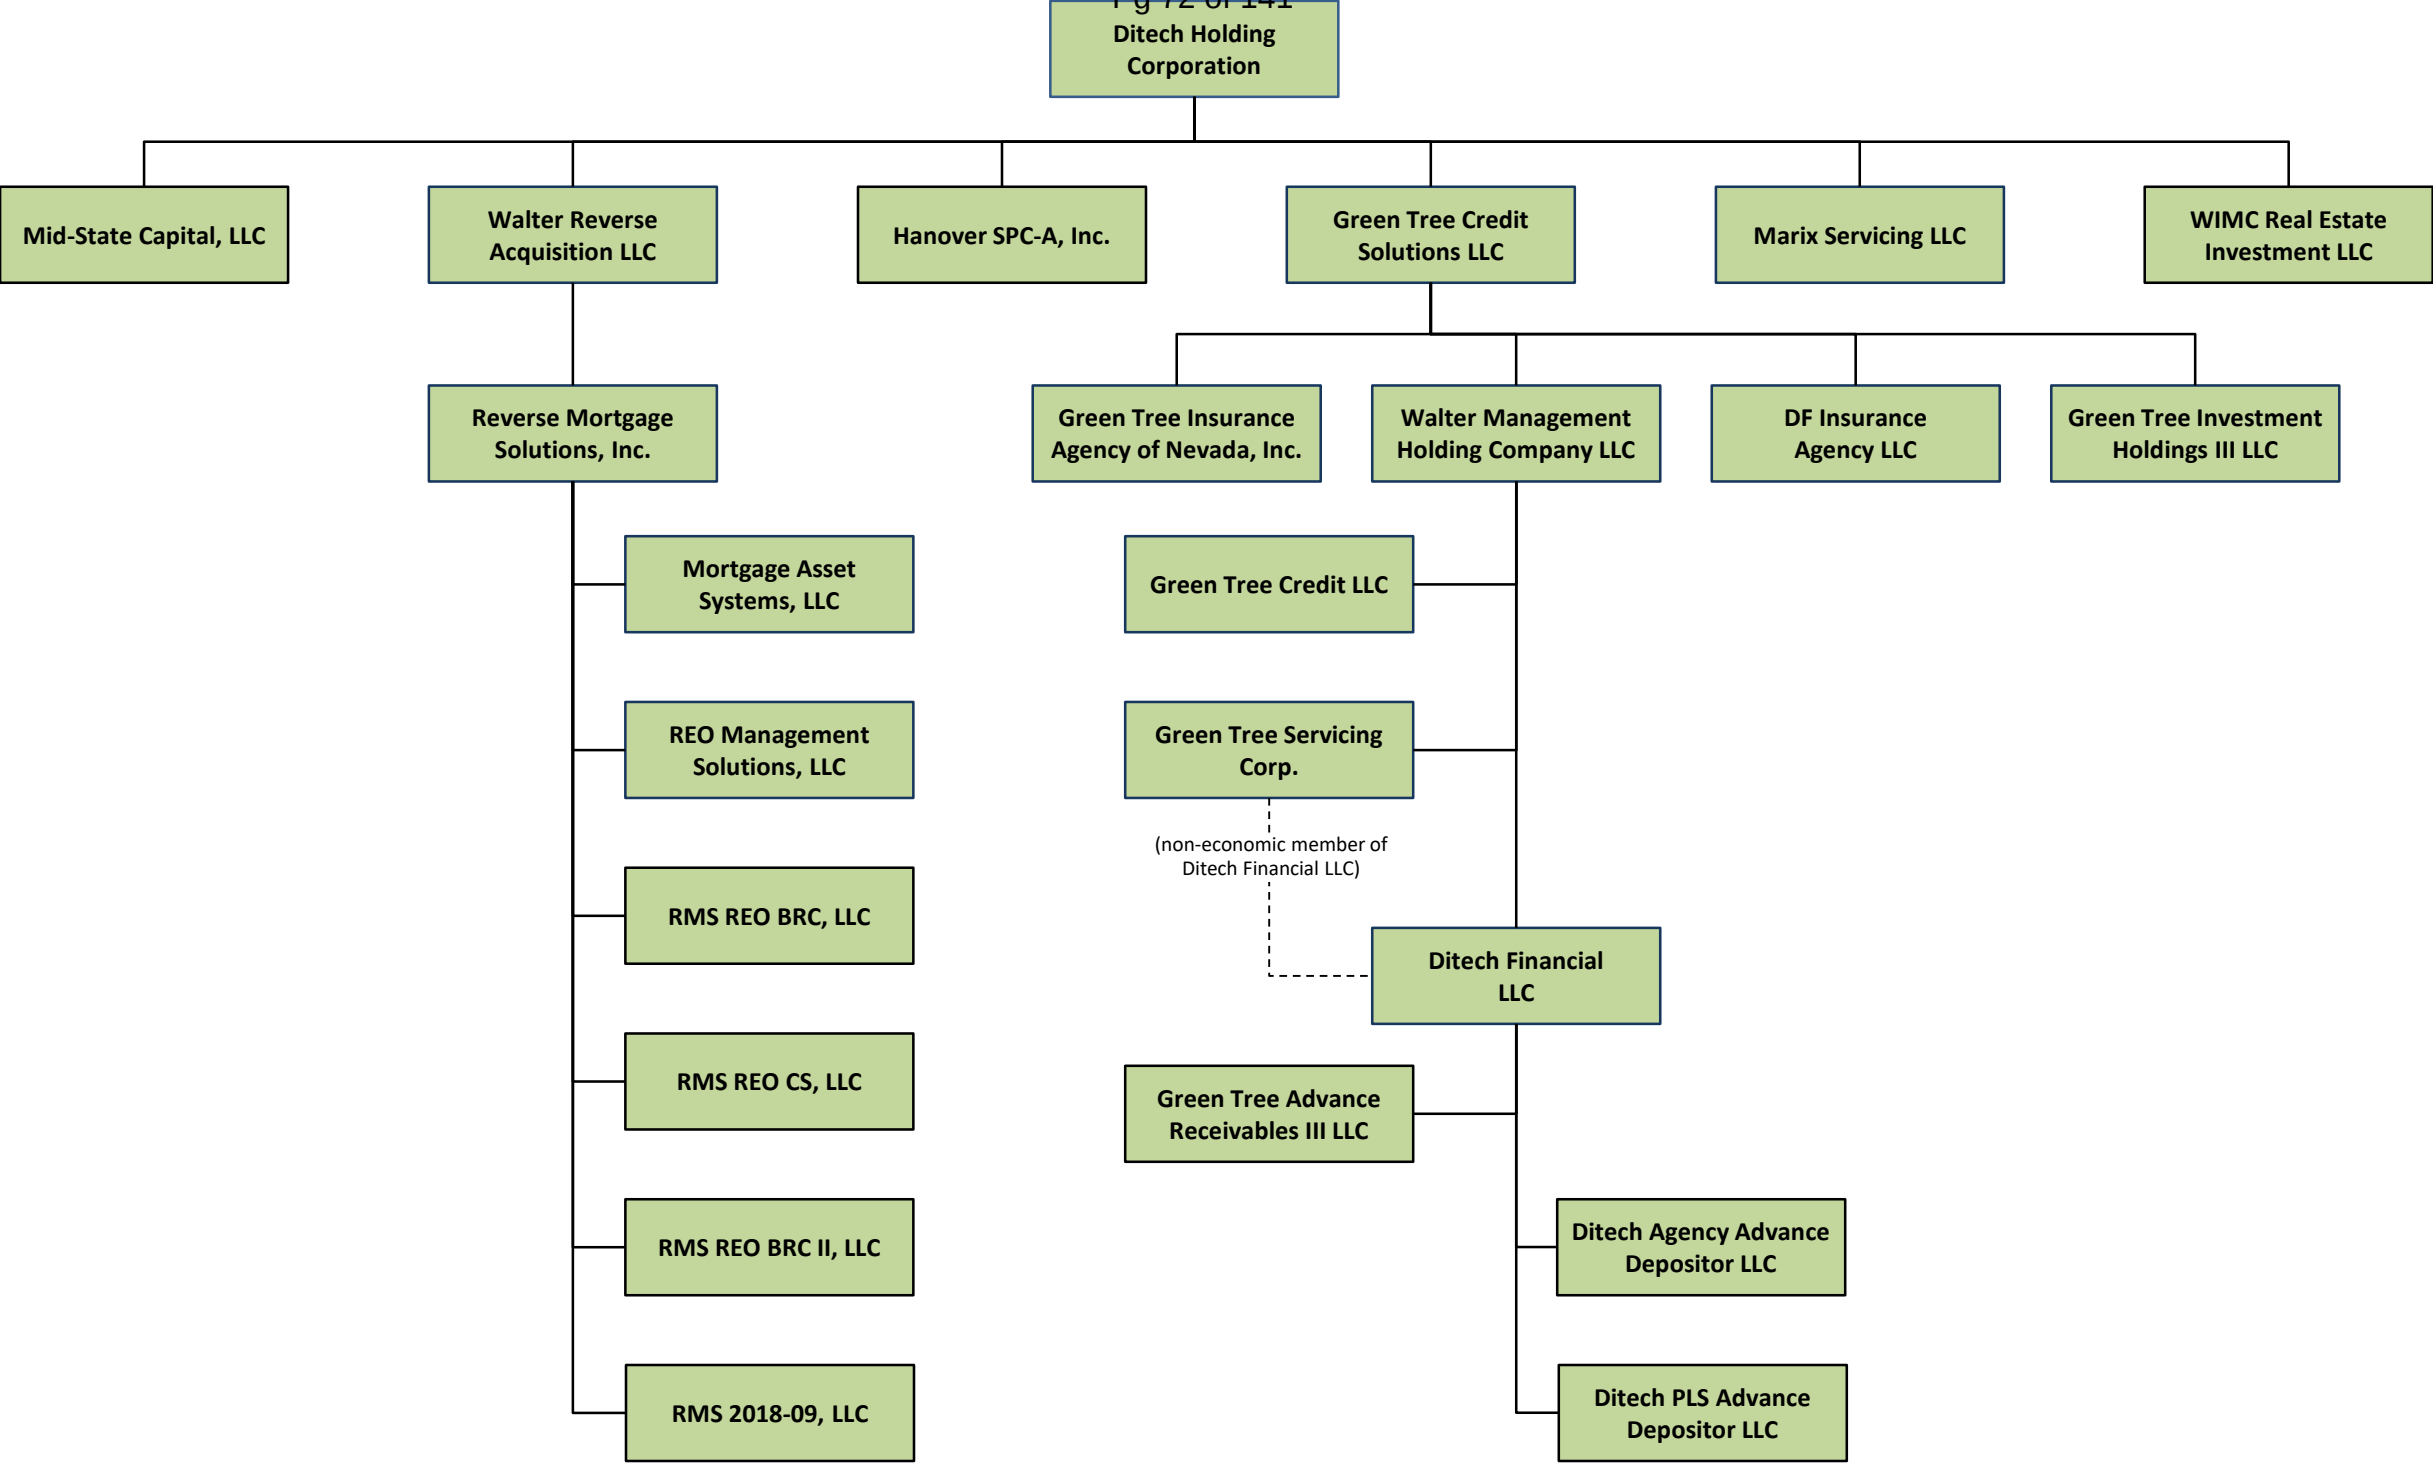 Pg 72 of 141
Ditech Holding
Corporation
Mid-State Capital, LLC
Walter Reverse
Acquisition LLC
Hanover SPC-A, Inc.
Green Tree Credit
Solutions LLC
Marix Servicing LLC
WIMC Real Estate
Investment LLC
Reverse Mortgage
Solutions, Inc.
Green Tree Insurance
Agency of Nevada, Inc.
Walter Management
Holding Company LLC
DF Insurance
Agency LLC
Green Tree Investment
Holdings III LLC
Mortgage Asset
Systems, LLC
Green Tree Credit LLC
REO Management
Solutions, LLC
Green Tree Servicing
Corp.
(non-economic member of
Ditech Financial LLC)
RMS REO BRC, LLC
Ditech Financial
LLC
RMS REO CS, LLC
Green Tree Advance
Receivables III LLC
RMS REO BRC II, LLC
Ditech Agency Advance
Depositor LLC
RMS 2018-09, LLC
Ditech PLS Advance
Depositor LLC